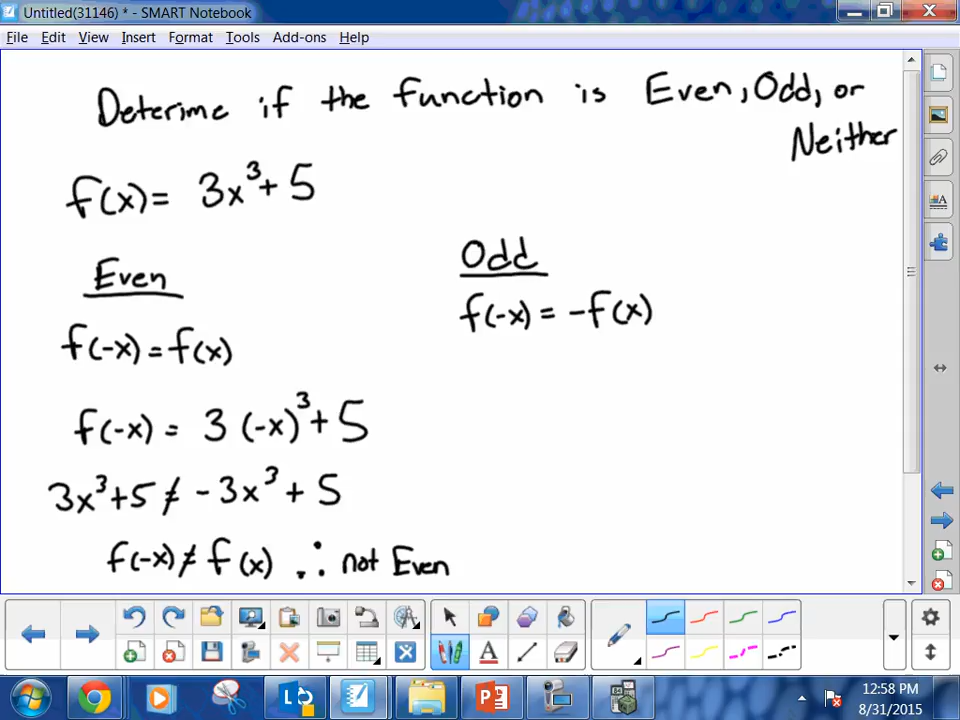 Untitled(31146) * - SMART Notebook
File Edit View Insert Format Tools Add-ons Help
Deterime if the function is Even, Odd, or
Neither
f(x)= 3x³+ 5
Even
f(-x)=f(x)
f(-x) = 3 (-x)³+ 5
3x³+5 ≠ -3x³ + 5
f(-x) ≠ f(x) ∴ not Even
Odd
f(-x) = -f(x)
12:58 PM
8/31/2015